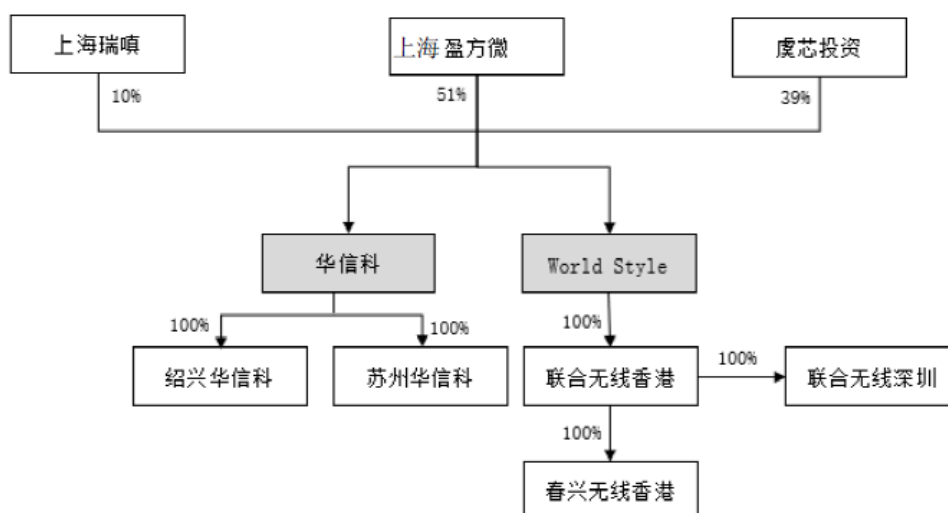 上海瑞嗔
上海盈方微
虞芯投资
10%
51%
39%
华信科
World Style
100%
100%
100%
绍兴华信科
苏州华信科
联合无线香港
100%
联合无线深圳
100%
春兴无线香港